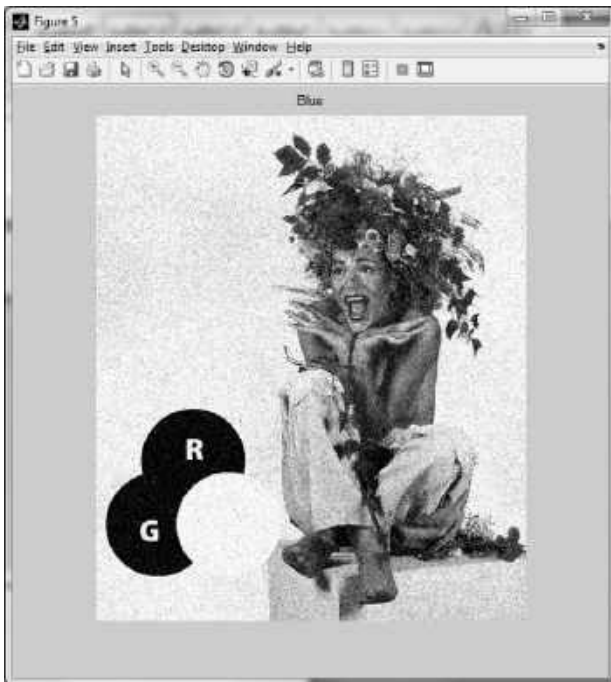 Figure 5
File Edit View Insert Tools Desktop Window Help
Blue
R
G